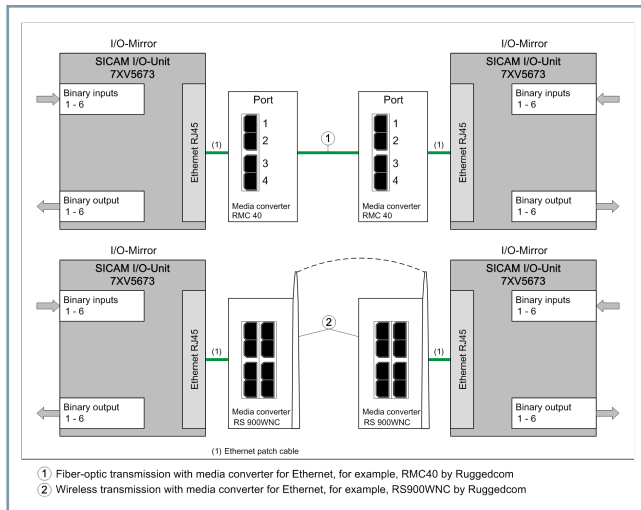 I/O-Mirror
I/O-Mirror
SICAM I/O-Unit
7XV5673
SICAM I/O-Unit
7XV5673
Binary inputs
1 - 6
Binary output
1 - 6
Ethernet RJ45
(1)
Port
1
2
3
4
Media converter
RMC 40
1
Port
1
2
3
4
Media converter
RMC 40
(1)
Ethernet RJ45
Binary inputs
1 - 6
Binary output
1 - 6
I/O-Mirror
I/O-Mirror
SICAM I/O-Unit
7XV5673
SICAM I/O-Unit
7XV5673
Binary inputs
1 - 6
Binary output
1 - 6
Ethernet RJ45
(1)
Media converter
RS 900WNC
2
Media converter
RS 900WNC
(1)
Ethernet RJ45
Binary inputs
1 - 6
Binary output
1 - 6
(1) Ethernet patch cable
1 Fiber-optic transmission with media converter for Ethernet, for example, RMC40 by Ruggedcom
2 Wireless transmission with media converter for Ethernet, for example, RS900WNC by Ruggedcom